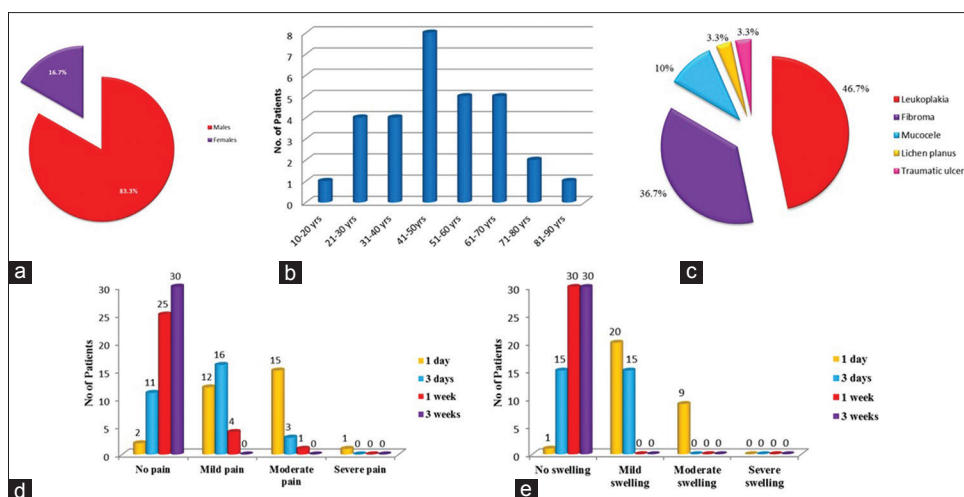 16.7%
83.3%
Males
Females
a
No. of Patients
8
7
6
5
4
3
2
1
0
10-20 yrs
21-30 yrs
31-40 yrs
41-50 yrs
51-60 yrs
61-70 yrs
71-80 yrs
81-90 yrs
b
3.3%
3.3%
10%
46.7%
36.7%
Leukoplakia
Fibroma
Mucocele
Lichen planus
Traumatic ulcer
c
No of Patients
30
25
20
15
10
5
0
2
11
25
30
12
16
4
0
15
3
1
0
1
0
0
0
No pain
Mild pain
Moderate
pain
Severe pain
1 day
3 days
1 week
3 weeks
d
No of Patients
30
25
20
15
10
5
0
1
15
30
30
20
15
0
0
9
0
0
0
0
0
0
0
No swelling
Mild
swelling
Moderate
swelling
Severe
swelling
1 day
3 days
1 week
3 weeks
e